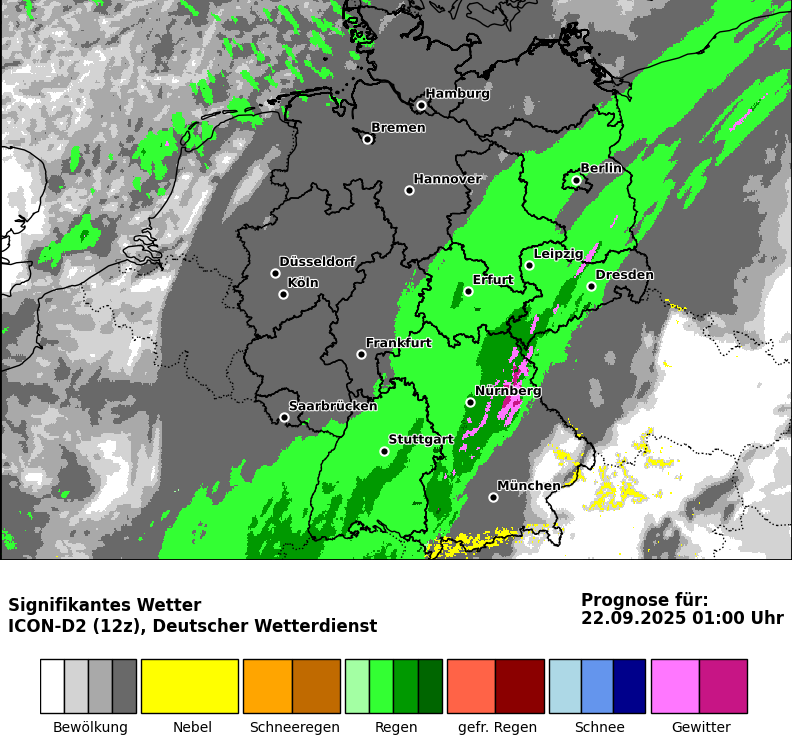 Hamburg
Bremen
Berlin
Hannover
Leipzig
Düsseldorf
Dresden
Köln
Erfurt
Frankfurt
Nürnberg
Saarbrücken
Stuttgart
München
Signifikantes Wetter
ICON-D2 (12z), Deutscher Wetterdienst
Prognose für:
22.09.2025 01:00 Uhr
Bewölkung Nebel Schneeregen Regen gefr. Regen Schnee Gewitter